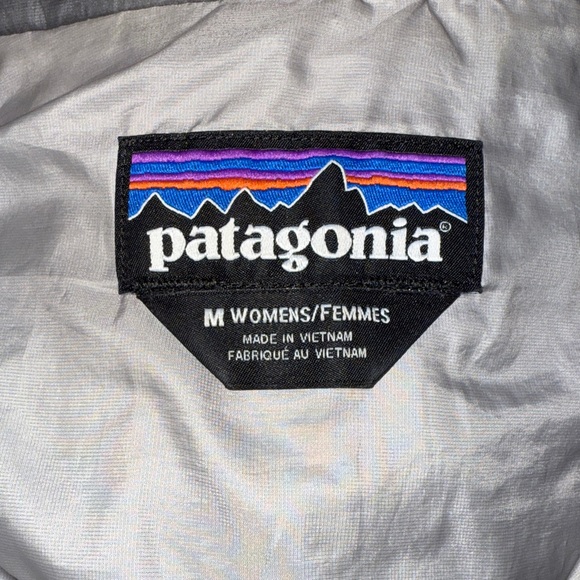 patagonia®
M WOMENS/FEMMES
MADE IN VIETNAM
FABRIQUÉ AU VIETNAM